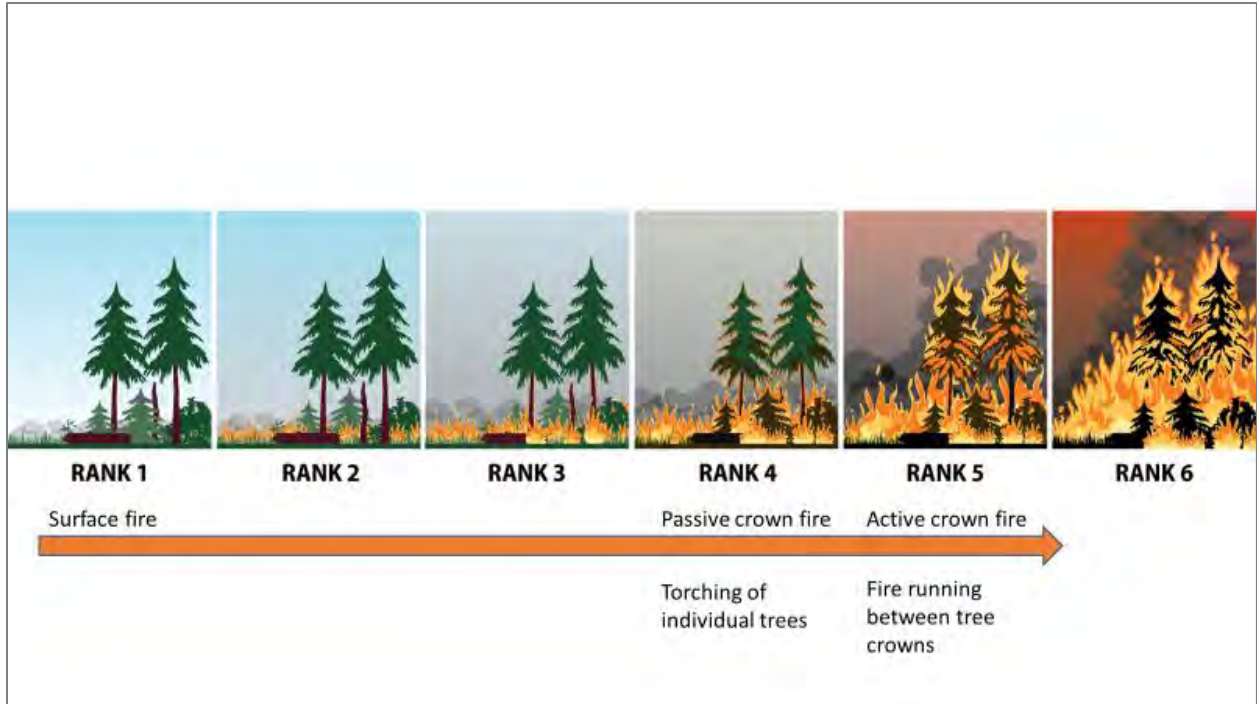 RANK 1
RANK 2
RANK 3
RANK 4
RANK 5
RANK 6
Surface fire
Passive crown fire
Active crown fire
Torching of
individual trees
Fire running
between tree
crowns